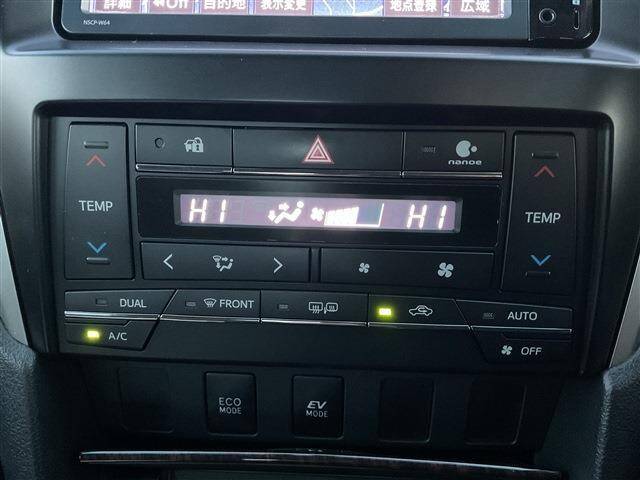 詳細 ≪Off 目的地 表示変更 地点登録 広域
NSCP-W64
nanoe
TEMP
HI HI
TEMP
DUAL FRONT AUTO
A/C OFF
ECO MODE
EV MODE